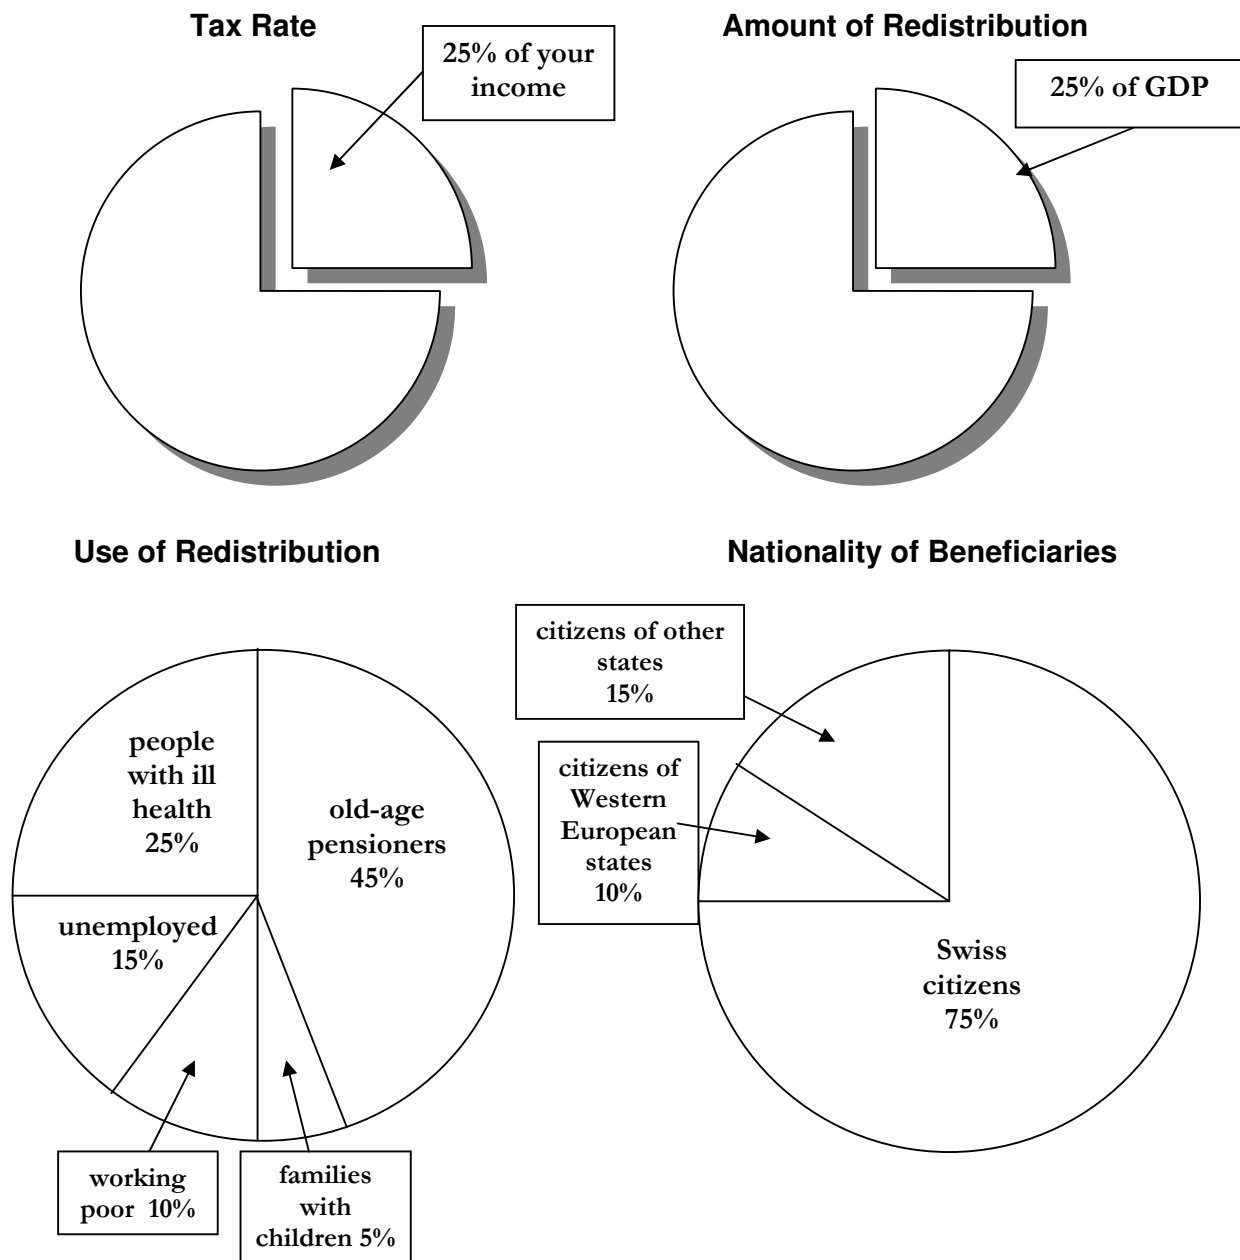 Tax Rate
25% of your
income
Amount of Redistribution
25% of GDP
Use of Redistribution
people
with ill
health
25%
old-age
pensioners
45%
unemployed
15%
working
poor 10%
families
with
children 5%
Nationality of Beneficiaries
citizens of other
states
15%
citizens of
Western
European
states
10%
Swiss
citizens
75%